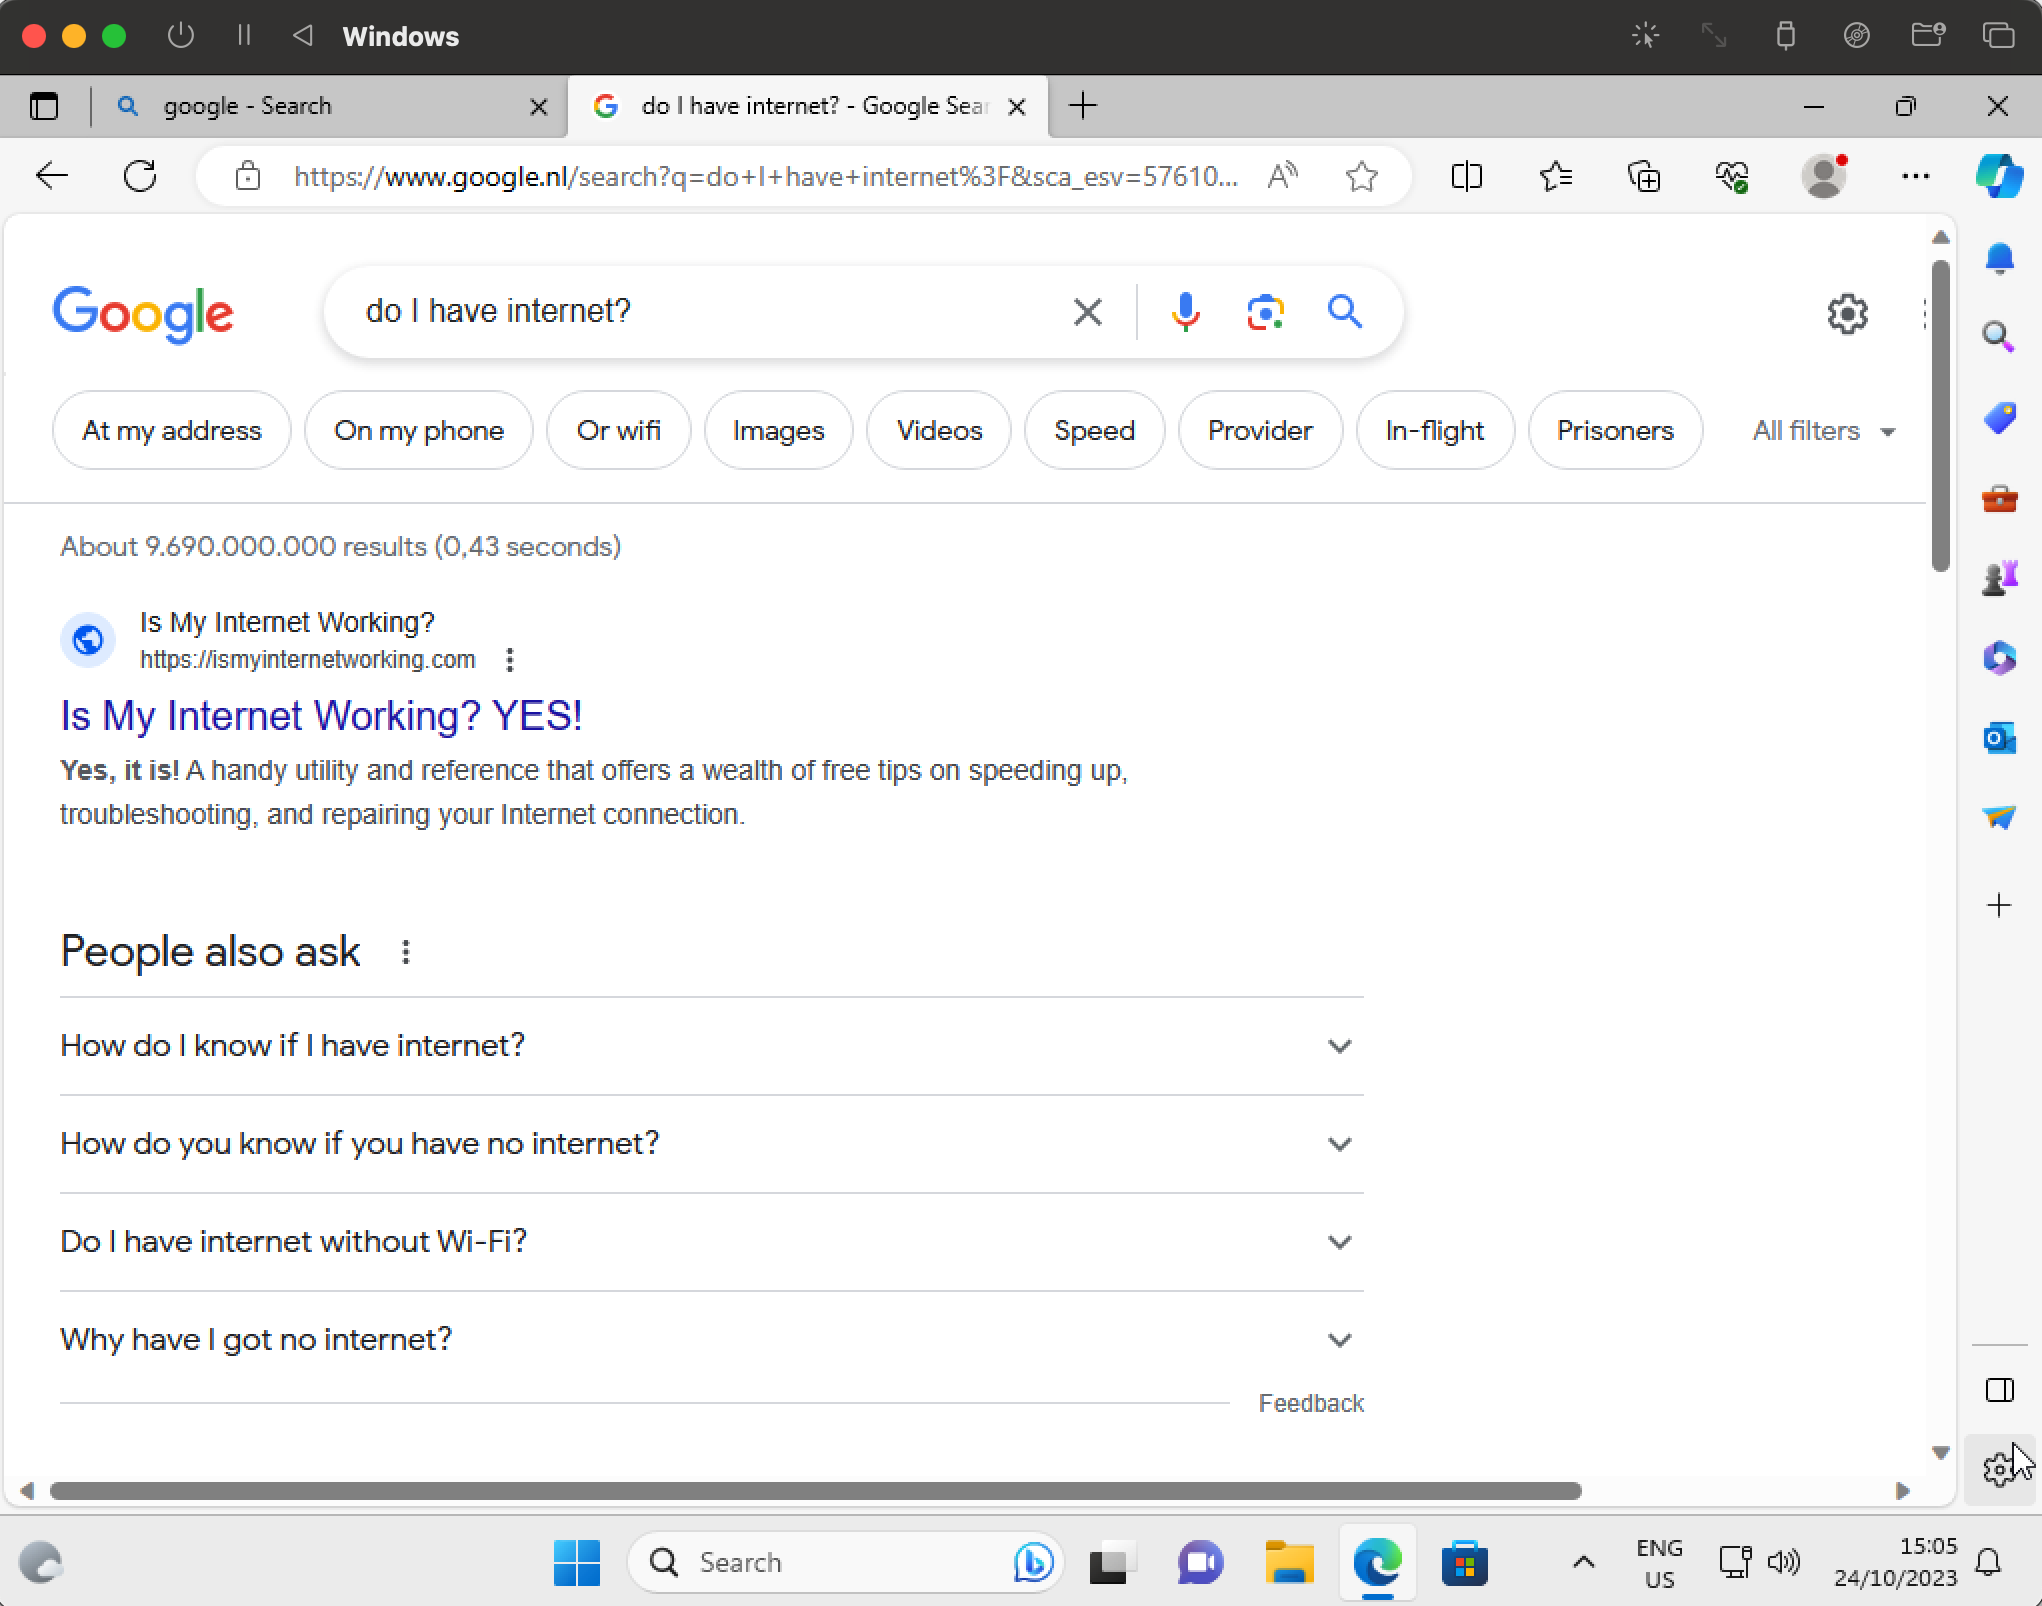 Windows
google - Search
do I have internet? - Google Sear
https://www.google.nl/search?q=do+I+have+internet%3F&sca_esv=57610...
Google
do I have internet?
At my address
On my phone
Or wifi
Images
Videos
Speed
Provider
In-flight
Prisoners
All filters
About 9.690.000.000 results (0,43 seconds)
Is My Internet Working?
https://ismyinternetworking.com
Is My Internet Working? YES!
Yes, it is! A handy utility and reference that offers a wealth of free tips on speeding up,
troubleshooting, and repairing your Internet connection.
People also ask
How do I know if I have internet?
How do you know if you have no internet?
Do I have internet without Wi-Fi?
Why have I got no internet?
Feedback
Search
ENG
US
15:05
24/10/2023